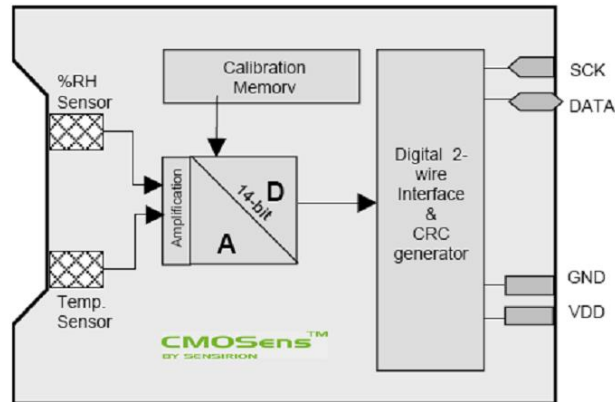 %RH
Sensor
Calibration
Memory
SCK
DATA
Digital 2-
wire
Interface
&
CRC
generator
Amplification
14-bit
D
A
Temp.
Sensor
GND
VDD
CMOSens™
BY SENSIRION